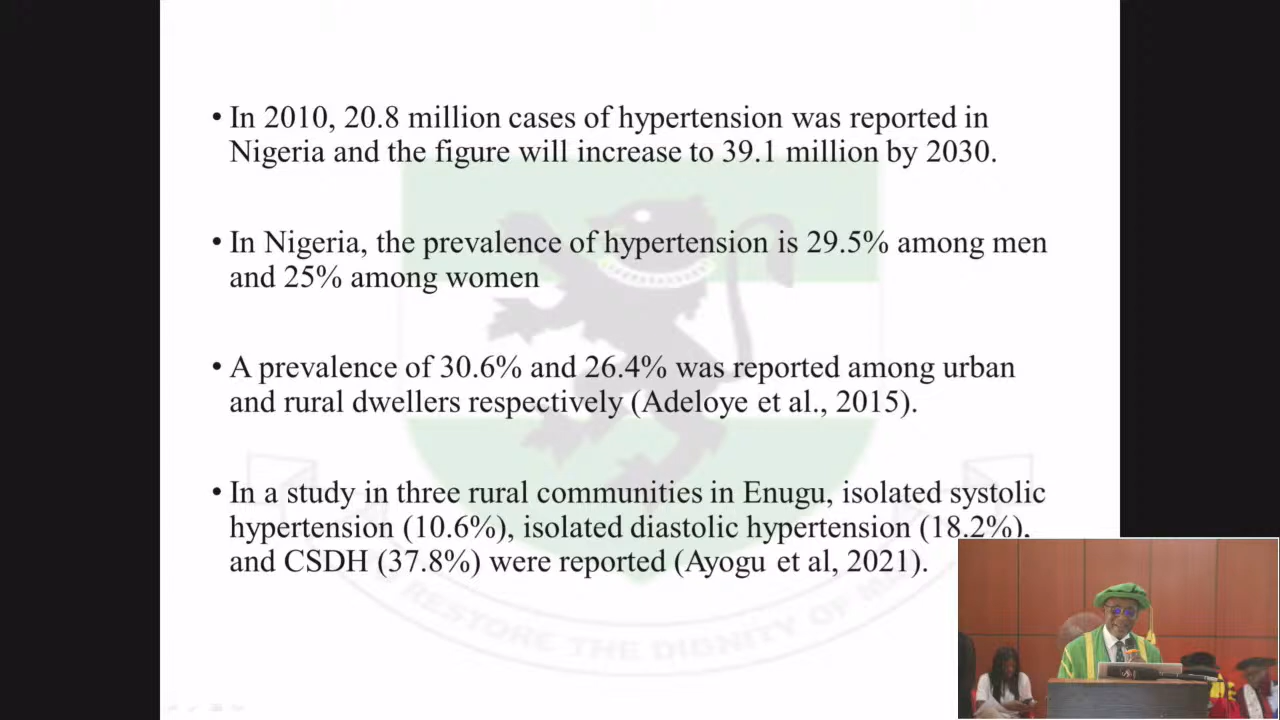 • In 2010, 20.8 million cases of hypertension was reported in
Nigeria and the figure will increase to 39.1 million by 2030.
• In Nigeria, the prevalence of hypertension is 29.5% among men
and 25% among women
• A prevalence of 30.6% and 26.4% was reported among urban
and rural dwellers respectively (Adeloye et al., 2015).
• In a study in three rural communities in Enugu, isolated systolic
hypertension (10.6%), isolated diastolic hypertension (18.2%),
and CSDH (37.8%) were reported (Ayogu et al, 2021).
RESTORE THE DIGNITY OF